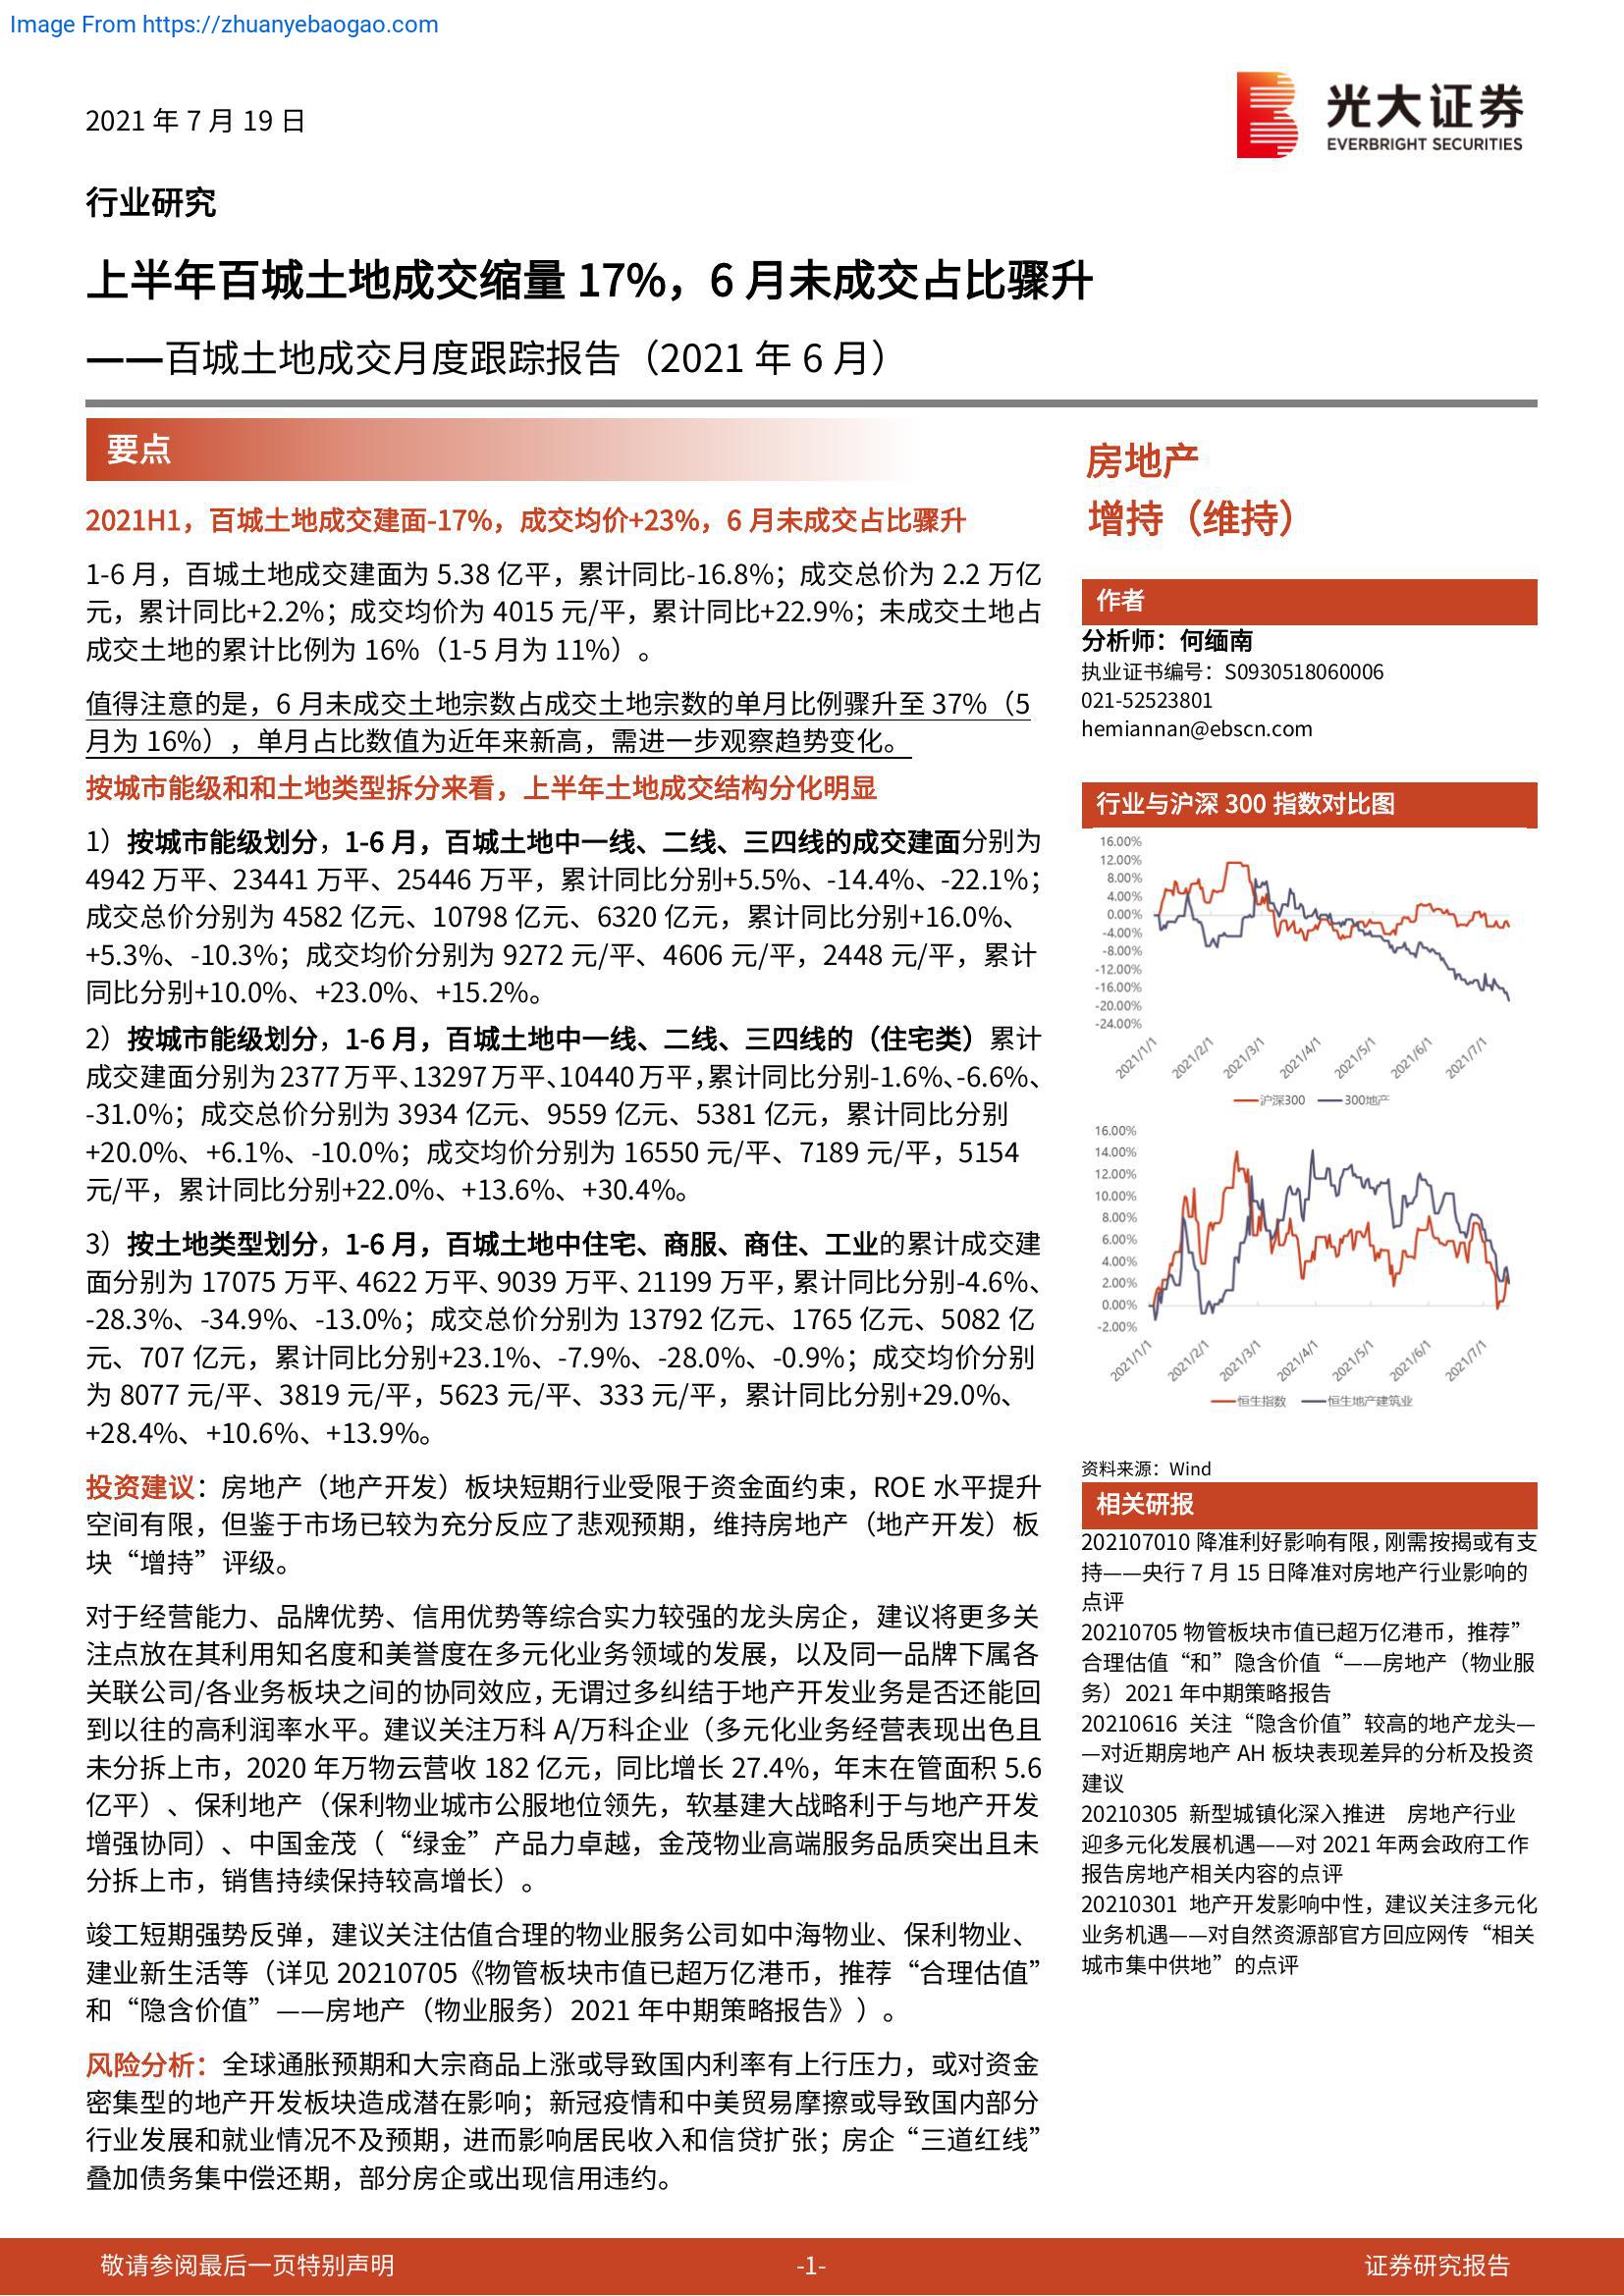 Image From https://zhuanyebaogao.com
2021 年 7 月 19 日
光大证券
EVERBRIGHT SECURITIES
行业研究
上半年百城土地成交缩量 17%，6 月未成交占比骤升
——百城土地成交月度跟踪报告（2021 年 6 月）
要点
2021H1，百城土地成交建面-17%，成交均价+23%，6 月未成交占比骤升
1-6 月，百城土地成交建面为 5.38 亿平，累计同比-16.8%；成交总价为 2.2 万亿
元，累计同比+2.2%；成交均价为 4015 元/平，累计同比+22.9%；未成交土地占
成交土地的累计比例为 16%（1-5 月为 11%）。
值得注意的是，6 月未成交土地宗数占成交土地宗数的单月比例骤升至 37%（5
月为 16%），单月占比数值为近年来新高，需进一步观察趋势变化。
按城市能级和和土地类型拆分来看，上半年土地成交结构分化明显
1）按城市能级划分，1-6 月，百城土地中一线、二线、三四线的成交建面分别为
4942 万平、23441 万平、25446 万平，累计同比分别+5.5%、-14.4%、-22.1%；
成交总价分别为 4582 亿元、10798 亿元、6320 亿元，累计同比分别+16.0%、
+5.3%、-10.3%；成交均价分别为 9272 元/平、4606 元/平，2448 元/平，累计
同比分别+10.0%、+23.0%、+15.2%。
2）按城市能级划分，1-6 月，百城土地中一线、二线、三四线的（住宅类）累计
成交建面分别为 2377 万平、13297 万平、10440 万平，累计同比分别-1.6%、-6.6%、
-31.0%；成交总价分别为 3934 亿元、9559 亿元、5381 亿元，累计同比分别
+20.0%、+6.1%、-10.0%；成交均价分别为 16550 元/平、7189 元/平，5154
元/平，累计同比分别+22.0%、+13.6%、+30.4%。
3）按土地类型划分，1-6 月，百城土地中住宅、商服、商住、工业的累计成交建
面分别为 17075 万平、4622 万平、9039 万平、21199 万平，累计同比分别-4.6%、
-28.3%、-34.9%、-13.0%；成交总价分别为 13792 亿元、1765 亿元、5082 亿
元、707 亿元，累计同比分别+23.1%、-7.9%、-28.0%、-0.9%；成交均价分别
为 8077 元/平、3819 元/平，5623 元/平、333 元/平，累计同比分别+29.0%、
+28.4%、+10.6%、+13.9%。
投资建议：房地产（地产开发）板块短期行业受限于资金面约束，ROE 水平提升
空间有限，但鉴于市场已较为充分反应了悲观预期，维持房地产（地产开发）板
块“增持”评级。
对于经营能力、品牌优势、信用优势等综合实力较强的龙头房企，建议将更多关
注点放在其利用知名度和美誉度在多元化业务领域的发展，以及同一品牌下属各
关联公司/各业务板块之间的协同效应，无谓过多纠结于地产开发业务是否还能回
到以往的高利润率水平。建议关注万科 A/万科企业（多元化业务经营表现出色且
未分拆上市，2020 年万物云营收 182 亿元，同比增长 27.4%，年末在管面积 5.6
亿平）、保利地产（保利物业城市公服地位领先，软基建大战略利于与地产开发
增强协同）、中国金茂（“绿金”产品力卓越，金茂物业高端服务品质突出且未
分拆上市，销售持续保持较高增长）。
竣工短期强势反弹，建议关注估值合理的物业服务公司如中海物业、保利物业、
建业新生活等（详见 20210705《物管板块市值已超万亿港币，推荐“合理估值”
和“隐含价值”——房地产（物业服务）2021 年中期策略报告》）。
风险分析：全球通胀预期和大宗商品上涨或导致国内利率有上行压力，或对资金
密集型的地产开发板块造成潜在影响；新冠疫情和中美贸易摩擦或导致国内部分
行业发展和就业情况不及预期，进而影响居民收入和信贷扩张；房企“三道红线”
叠加债务集中偿还期，部分房企或出现信用违约。
房地产
增持（维持）
作者
分析师：何缅南
执业证书编号：S0930518060006
021-52523801
hemiannan@ebscn.com
行业与沪深 300 指数对比图
16.00%
12.00%
8.00%
4.00%
0.00%
-4.00%
-8.00%
-12.00%
-16.00%
-20.00%
-24.00%
2021/1/1 2021/2/1 2021/3/1 2021/4/1 2021/5/1 2021/6/1 2021/7/1
沪深300 300地产
16.00%
14.00%
12.00%
10.00%
8.00%
6.00%
4.00%
2.00%
0.00%
-2.00%
2021/1/1 2021/2/1 2021/3/1 2021/4/1 2021/5/1 2021/6/1 2021/7/1
恒生指数 恒生地产建筑业
资料来源：Wind
相关研报
202107010 降准利好影响有限，刚需按揭或有支
持——央行 7 月 15 日降准对房地产行业影响的
点评
20210705 物管板块市值已超万亿港币，推荐”
合理估值“和”隐含价值“——房地产（物业服
务）2021 年中期策略报告
20210616 关注“隐含价值”较高的地产龙头—
—对近期房地产 AH 板块表现差异的分析及投资
建议
20210305 新型城镇化深入推进 房地产行业
迎多元化发展机遇——对 2021 年两会政府工作
报告房地产相关内容的点评
20210301 地产开发影响中性，建议关注多元化
业务机遇——对自然资源部官方回应网传“相关
城市集中供地”的点评
敬请参阅最后一页特别声明
-1-
证券研究报告